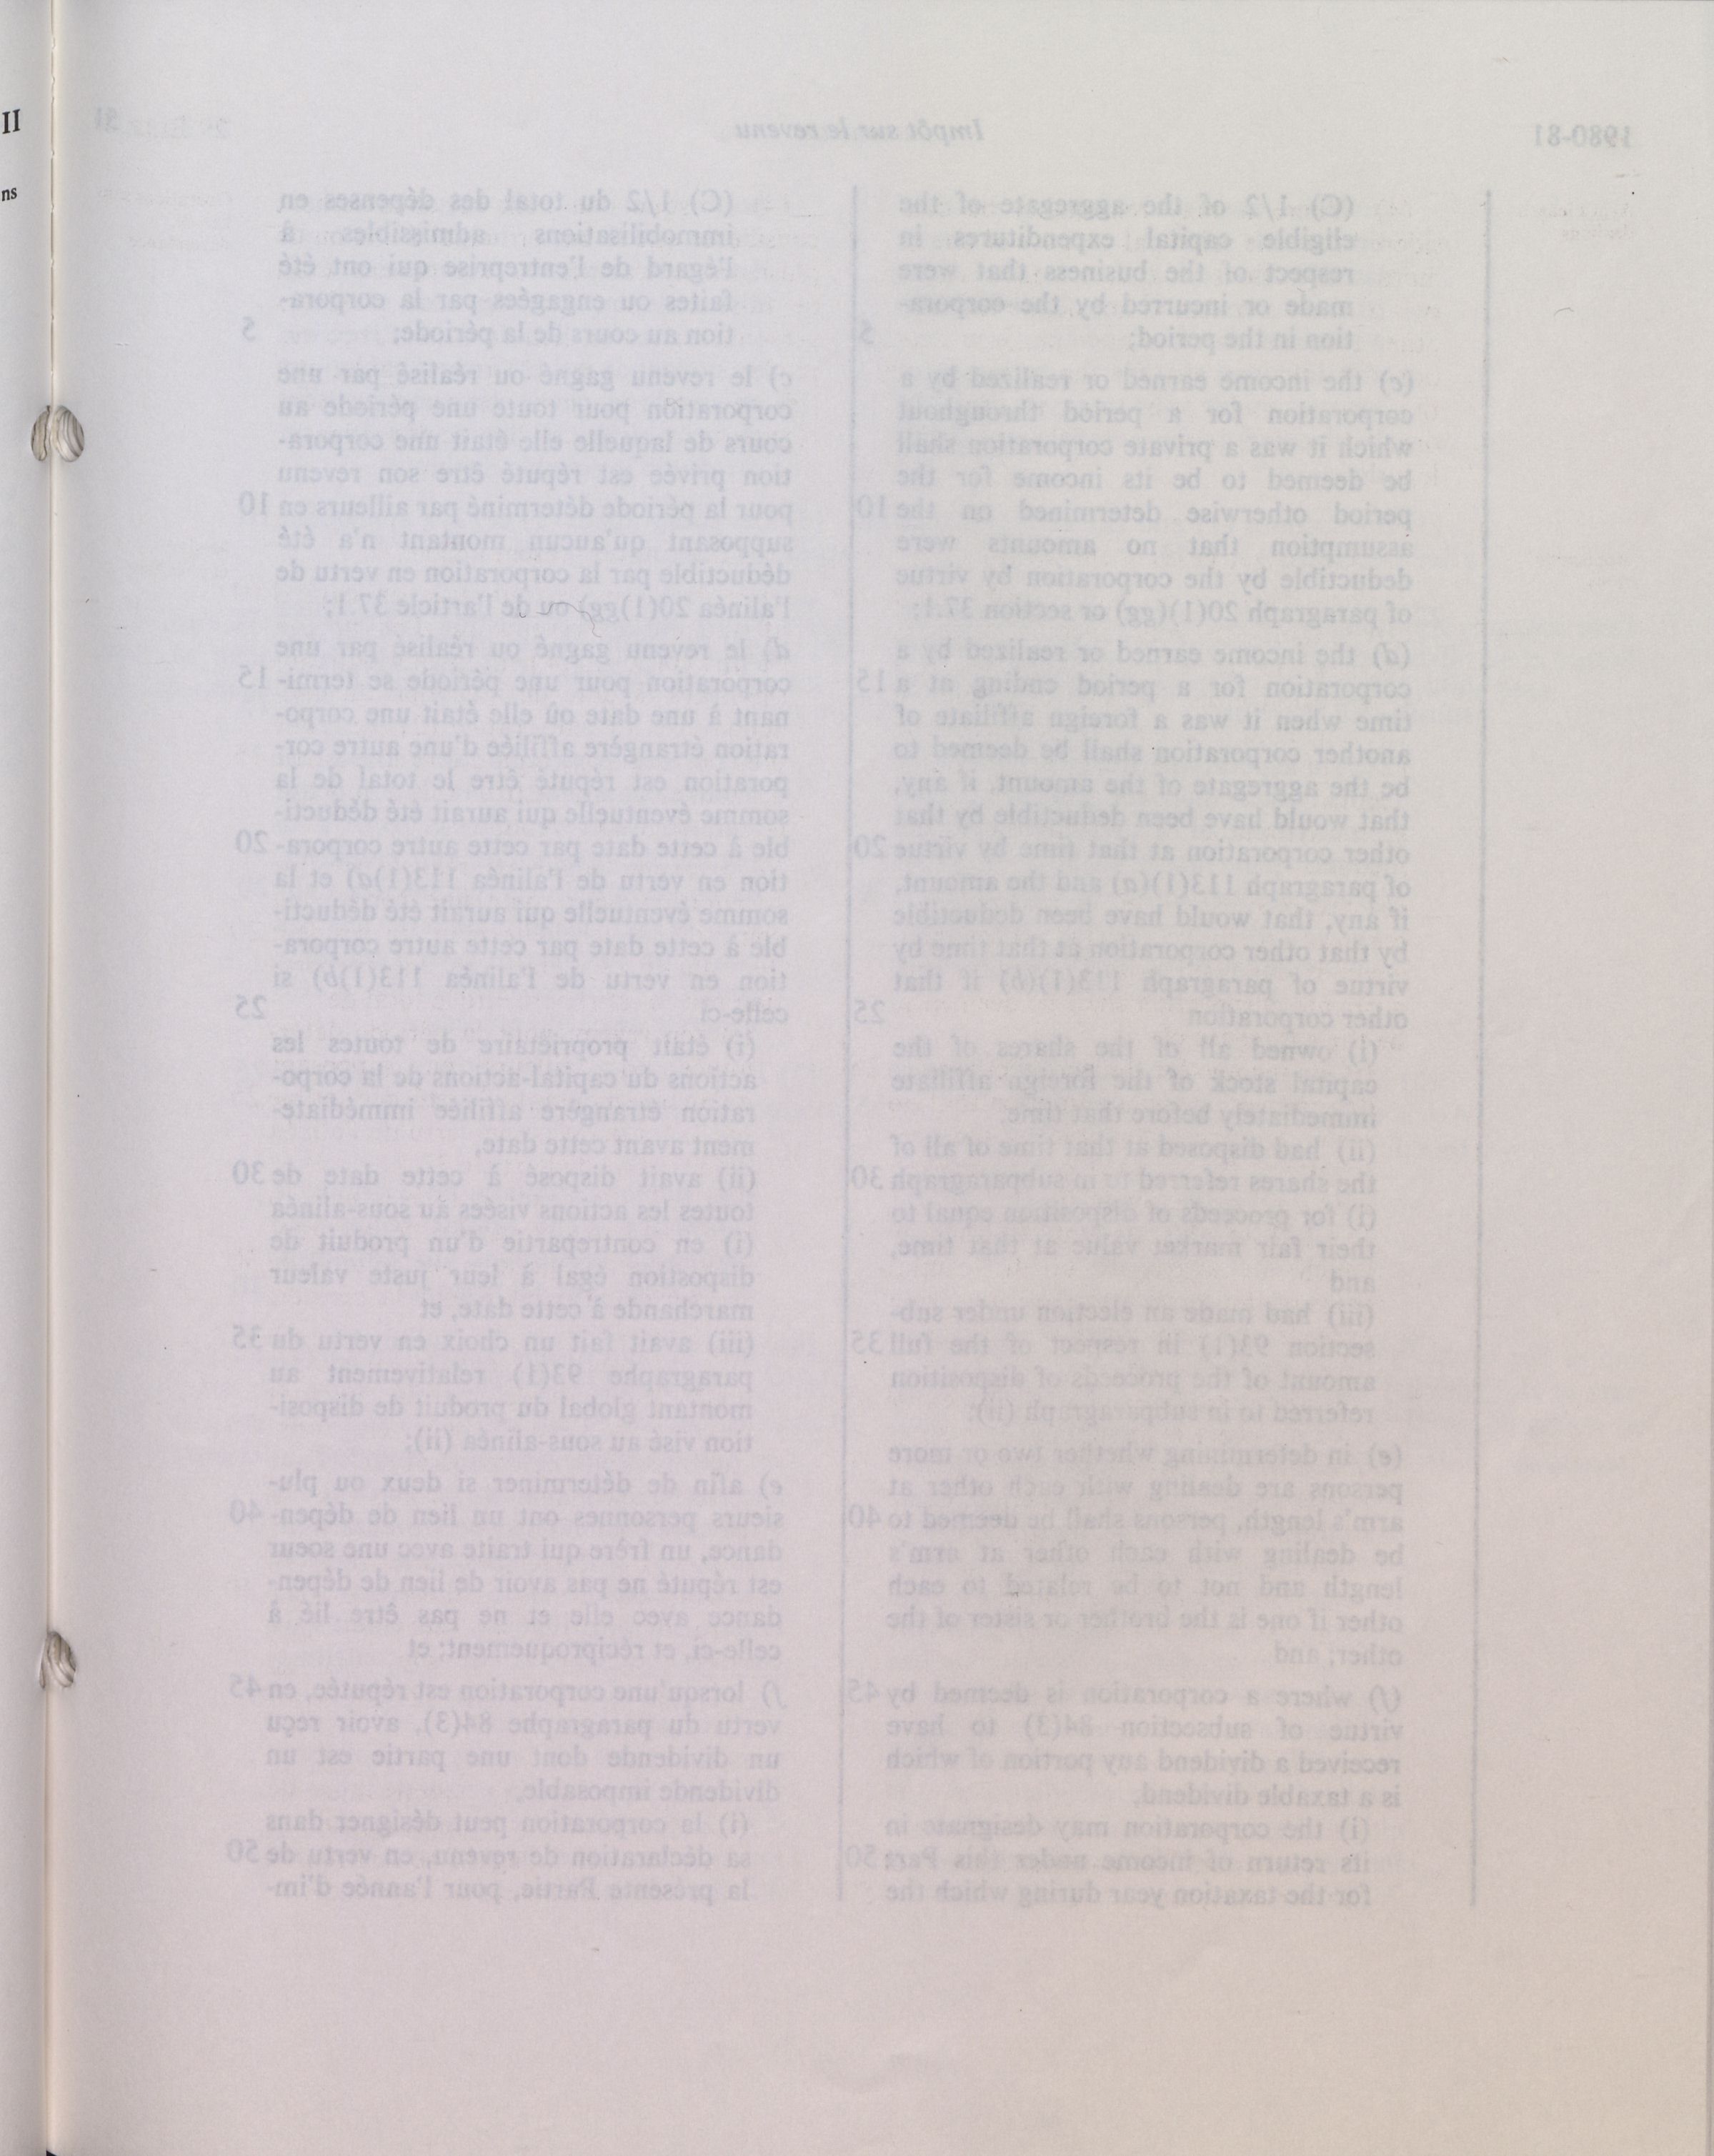 II
ns
1980-81
Impôt sur le revenu
(C) 1/2 of the aggregate of the
eligible capital expenditures in
respect of the business that were
made or incurred by the corpora-
tion in the period; 5
(c) the income earned or realized by a
corporation for a period throughout
which it was a private corporation shall
be deemed to be its income for the
period otherwise determined on the 10
assumption that no amounts were
deductible by the corporation by virtue
of paragraph 20(1)(gg) or section 37.1;
(d) the income earned or realized by a
corporation for a period ending at a 15
time when it was a foreign affiliate of
another corporation shall be deemed to
be the aggregate of the amount, if any,
that would have been deductible by that
other corporation at that time by virtue 20
of paragraph 113(1)(a) and the amount,
if any, that would have been deductible
by that other corporation at that time by
virtue of paragraph 113(1)(b) if that
other corporation 25
(i) owned all of the shares of the
capital stock of the foreign affiliate
immediately before that time,
(ii) had disposed at that time of all of
the shares referred to in subparagraph 30
(i) for proceeds of disposition equal to
their fair market value at that time,
and
(iii) had made an election under sub-
section 93(1) in respect of the full 35
amount of the proceeds of disposition
referred to in subparagraph (ii);
(e) in determining whether two or more
persons are dealing with each other at
arm's length, persons shall be deemed to 40
be dealing with each other at arm's
length and not to be related to each
other if one is the brother or sister of the
other; and
(f) where a corporation is deemed by 45
virtue of subsection 84(3) to have
received a dividend any portion of which
is a taxable dividend,
(i) the corporation may designate in
its return of income under this Part 50
for the taxation year during which the
(C) 1/2 du total des dépenses en
immobilisations admissibles à
l'égard de l'entreprise qui ont été
faites ou engagées par la corpora-
tion au cours de la période; 5
c) le revenu gagné ou réalisé par une
corporation pour toute une période au
cours de laquelle elle était une corpora-
tion privée est réputé être son revenu
pour la période déterminé par ailleurs en 10
supposant qu'aucun montant n'a été
déductible par la corporation en vertu de
l'alinéa 20(1)gg) ou de l'article 37.1;
d) le revenu gagné ou réalisé par une
corporation pour une période se termi- 15
nant à une date où elle était une corpo-
ration étrangère affiliée d'une autre cor-
poration est réputé être le total de la
somme éventuelle qui aurait été déducti-
ble à cette date par cette autre corpora- 20
tion en vertu de l'alinéa 113(1)a) et la
somme éventuelle qui aurait été déducti-
ble à cette date par cette autre corpora-
tion en vertu de l'alinéa 113(1)b) si
celle-ci 25
(i) était propriétaire de toutes les
actions du capital-actions de la corpo-
ration étrangère affiliée immédiate-
ment avant cette date,
(ii) avait disposé à cette date de 30
toutes les actions visées au sous-alinéa
(i) en contrepartie d'un produit de
disposition égal à leur juste valeur
marchande à cette date, et
(iii) avait fait un choix en vertu du 35
paragraphe 93(1) relativement au
montant global du produit de disposi-
tion visé au sous-alinéa (ii);
e) afin de déterminer si deux ou plu-
sieurs personnes ont un lien de dépen- 40
dance, un frère qui traite avec une soeur
est réputé ne pas avoir de lien de dépen-
dance avec elle et ne pas être lié à
celle-ci, et réciproquement; et
f) lorsqu'une corporation est réputée, en 45
vertu du paragraphe 84(3), avoir reçu
un dividende dont une partie est un
dividende imposable,
(i) la corporation peut désigner dans
sa déclaration de revenu, en vertu de 50
la présente Partie, pour l'année d'im-